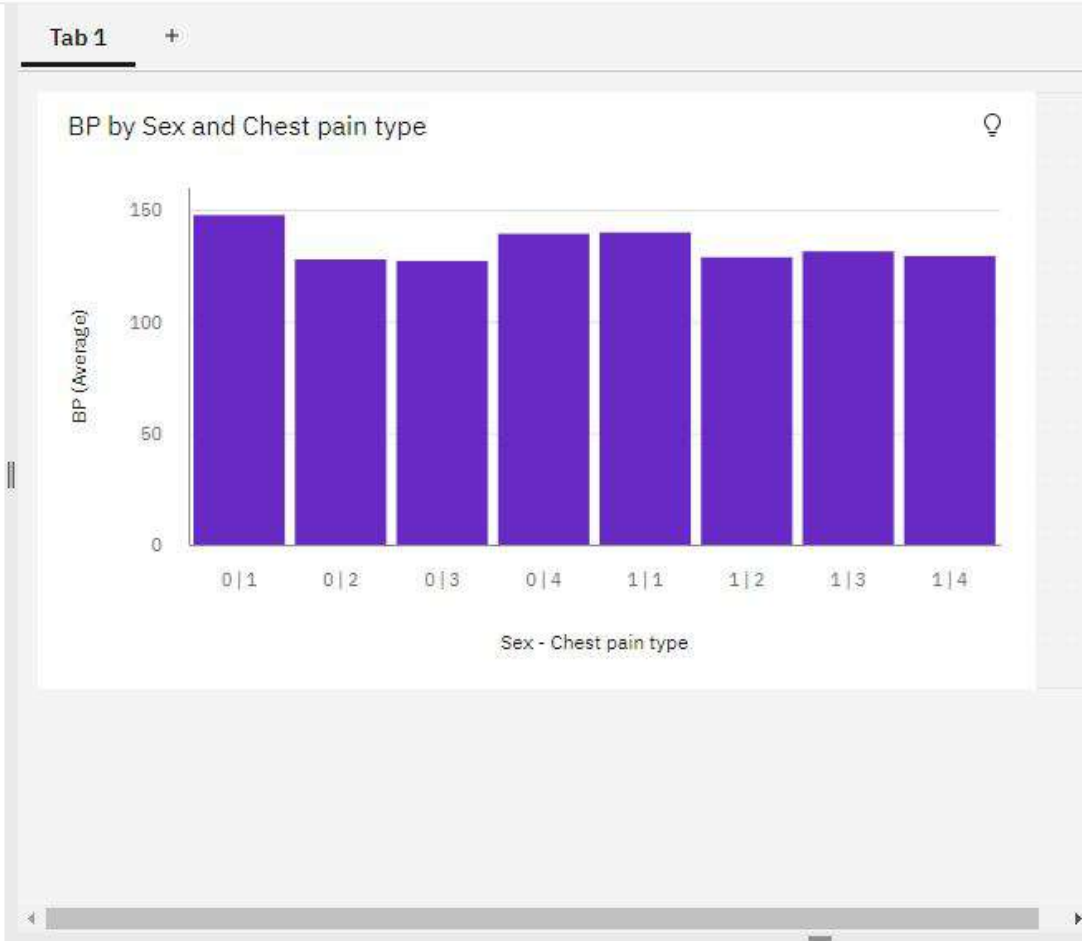 Tab 1 +
BP by Sex and Chest pain type
150
100
50
0
BP (Average)
0|1 0|2 0|3 0|4 1|1 1|2 1|3 1|4
Sex - Chest pain type